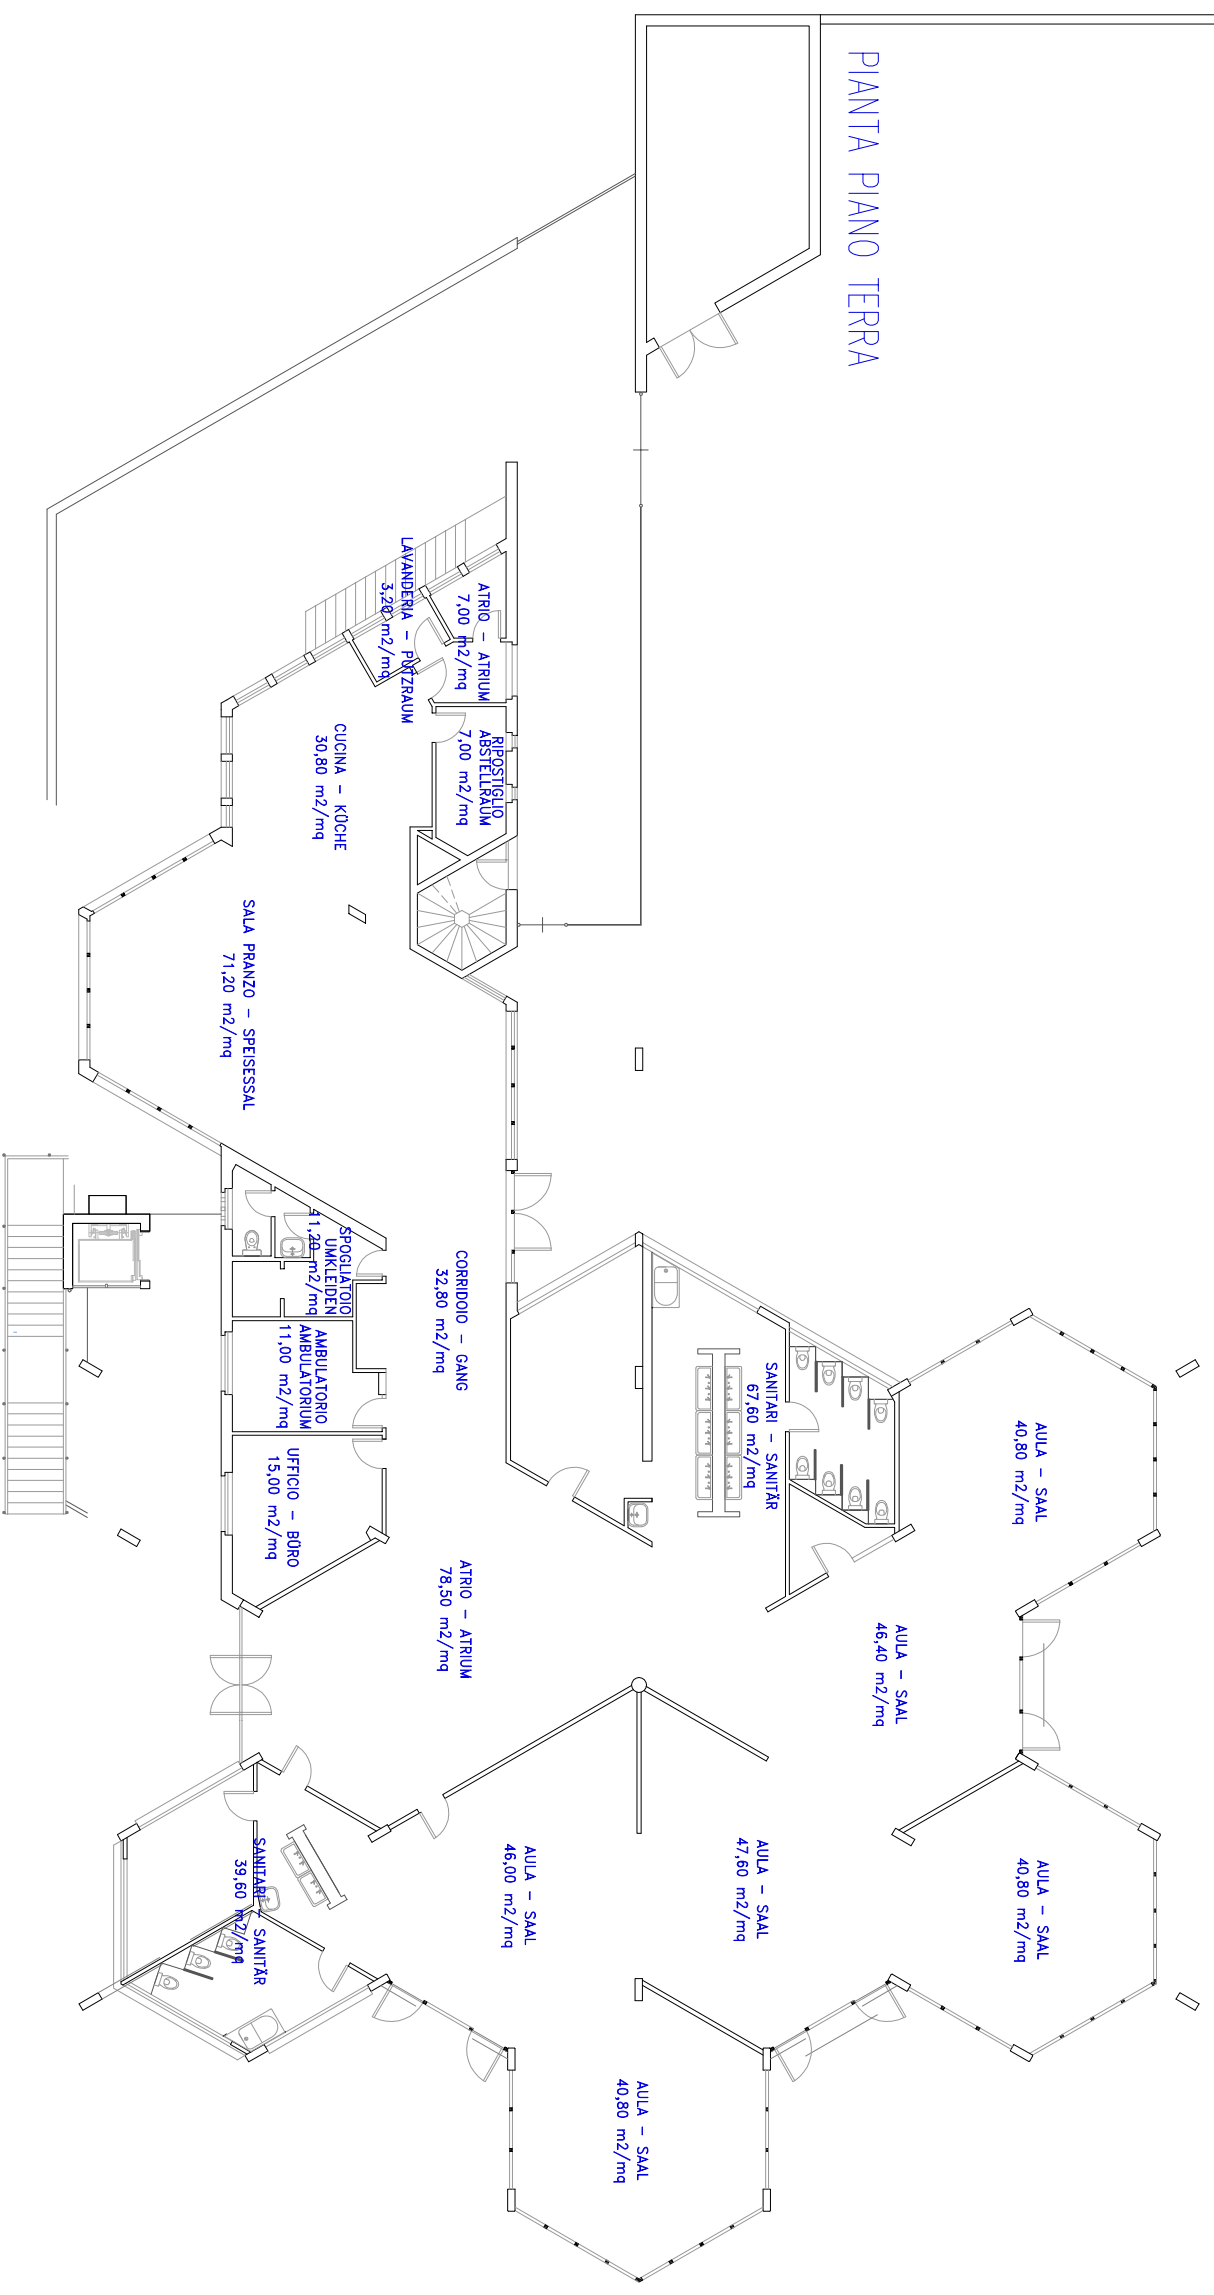 PIANTA PIANO TERRA
ATRIO - ATRIUM
7,00 m2/mq
LAVANDERIA - PUTZRAUM
3,20 m2/mq
RIPOSTIGLIO
ABSTELLRAUM
7,00 m2/mq
CUCINA - KÜCHE
30,80 m2/mq
SALA PRANZO - SPEISESSAL
71,20 m2/mq
SPOGLIATOIO
UMKLEIDEN
11,20 m2/mq
CORRIDOIO - GANG
32,80 m2/mq
AMBULATORIO
AMBULATORIUM
11,00 m2/mq
UFFICIO - BÜRO
15,00 m2/mq
SANITARI - SANITÄR
67,60 m2/mq
AULA - SAAL
40,80 m2/mq
ATRIO - ATRIUM
78,50 m2/mq
AULA - SAAL
46,40 m2/mq
AULA - SAAL
46,00 m2/mq
AULA - SAAL
47,60 m2/mq
AULA - SAAL
40,80 m2/mq
SANITARI - SANITÄR
39,60 m2/mq
AULA - SAAL
40,80 m2/mq